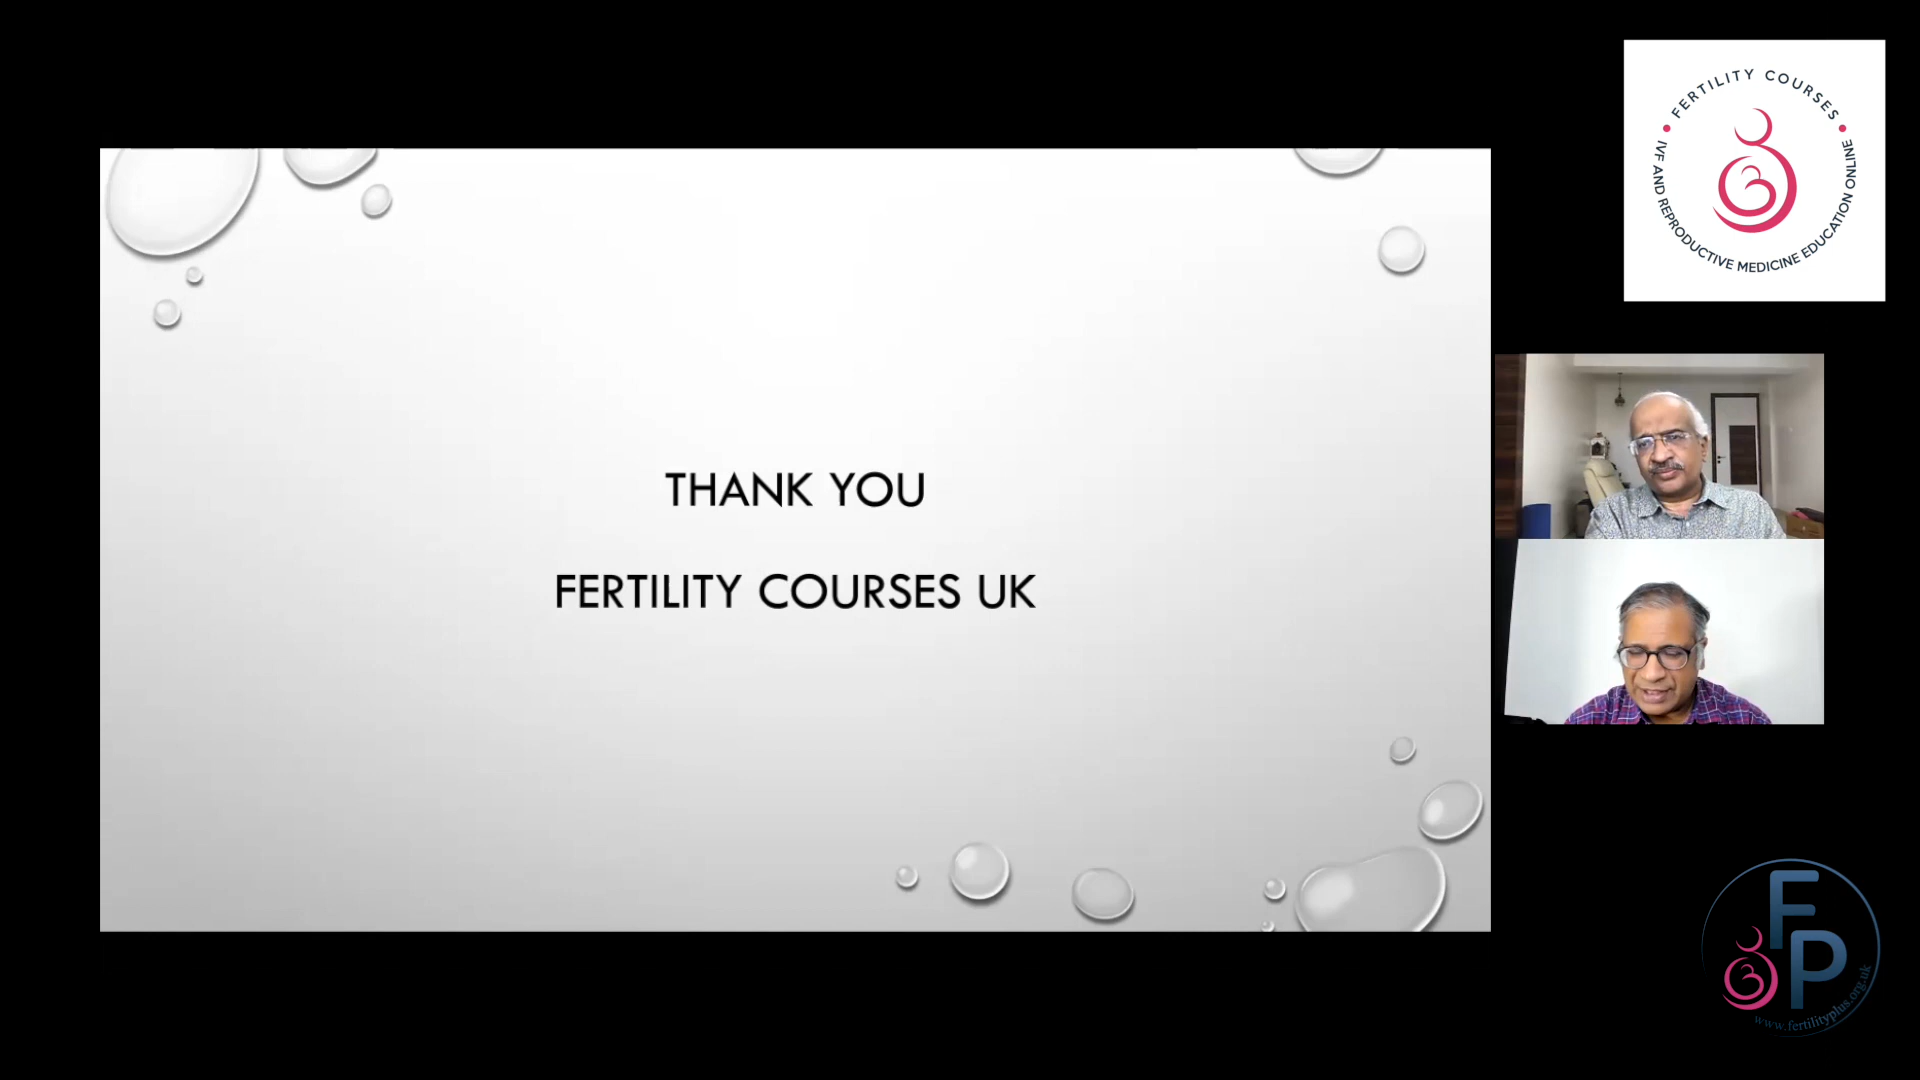 THANK YOU
FERTILITY COURSES UK
FERTILITY COURSES
IVF AND REPRODUCTIVE MEDICINE EDUCATION ONLINE
FP
www.fertilityplus.org.uk